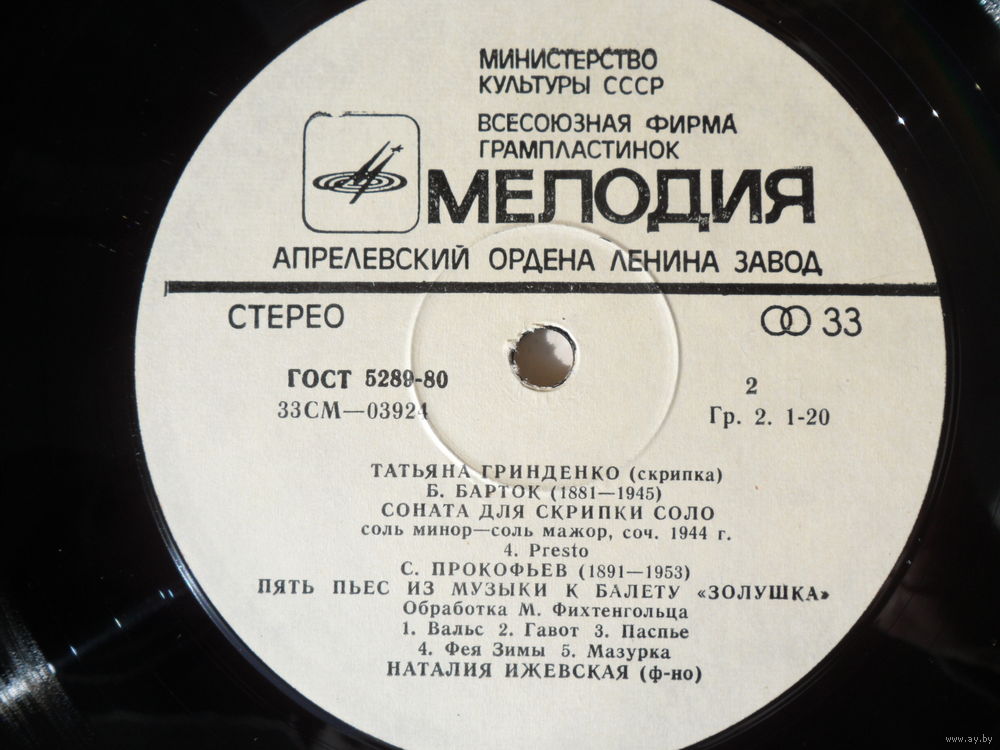 МИНИСТЕРСТВО
КУЛЬТУРЫ СССР
ВСЕСОЮЗНАЯ ФИРМА
ГРАМПЛАСТИНОК
МЕЛОДИЯ
АПРЕЛЕВСКИЙ ОРДЕНА ЛЕНИНА ЗАВОД
СТЕРЕО 33
ГОСТ 5289-80 2
33СМ—03924 Гр. 2. 1-20
ТАТЬЯНА ГРИНДЕНКО (скрипка)
Б. БАРТОК (1881—1945)
СОНАТА ДЛЯ СКРИПКИ СОЛО
соль минор—соль мажор, соч. 1944 г.
4. Presto
С. ПРОКОФЬЕВ (1891—1953)
ПЯТЬ ПЬЕС ИЗ МУЗЫКИ К БАЛЕТУ «ЗОЛУШКА»
Обработка М. Фихтенгольца
1. Вальс 2. Гавот 3. Паспье
4. Фея Зимы 5. Мазурка
НАТАЛИЯ ИЖЕВСКАЯ (ф-но)
www.ay.by